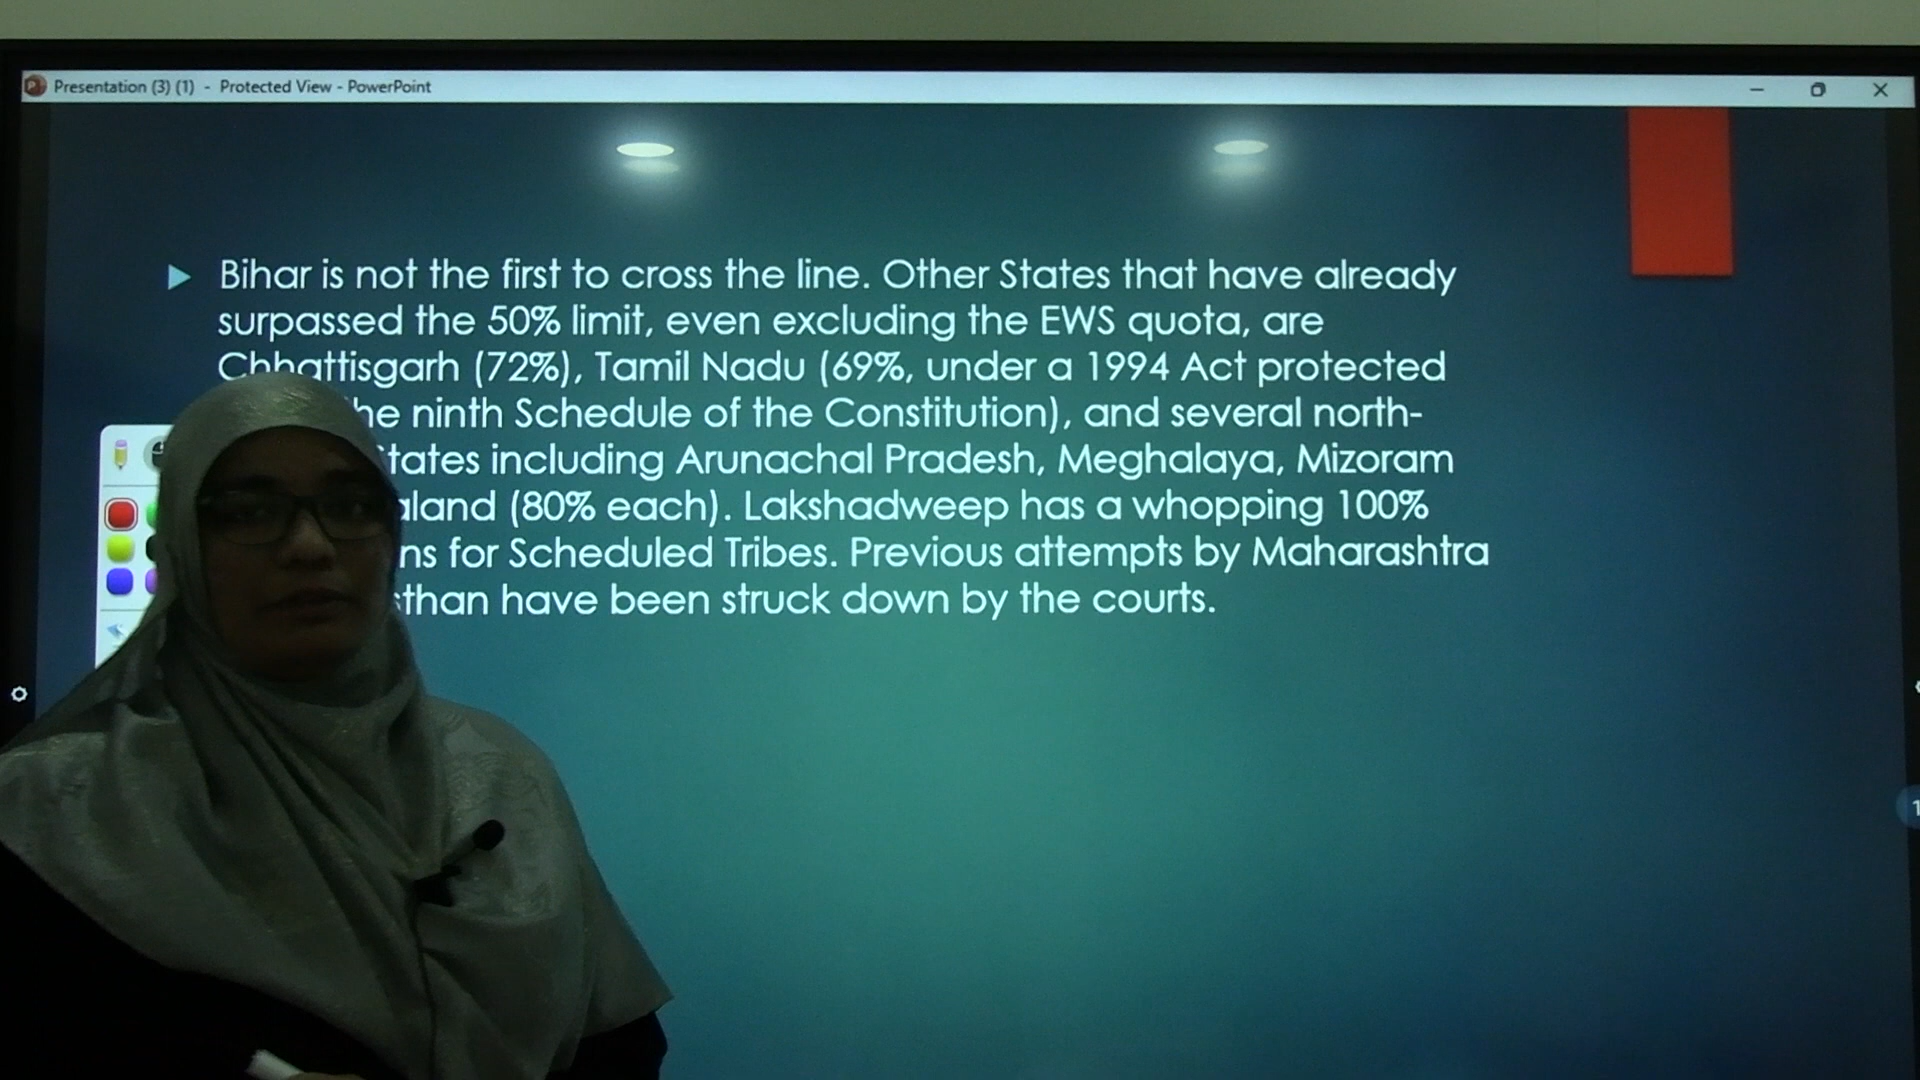 Presentation (3) (1) - Protected View - PowerPoint
Bihar is not the first to cross the line. Other States that have already
surpassed the 50% limit, even excluding the EWS quota, are
Chhattisgarh (72%), Tamil Nadu (69%, under a 1994 Act protected
he ninth Schedule of the Constitution), and several north-
tates including Arunachal Pradesh, Meghalaya, Mizoram
aland (80% each). Lakshadweep has a whopping 100%
ns for Scheduled Tribes. Previous attempts by Maharashtra
sthan have been struck down by the courts.
1